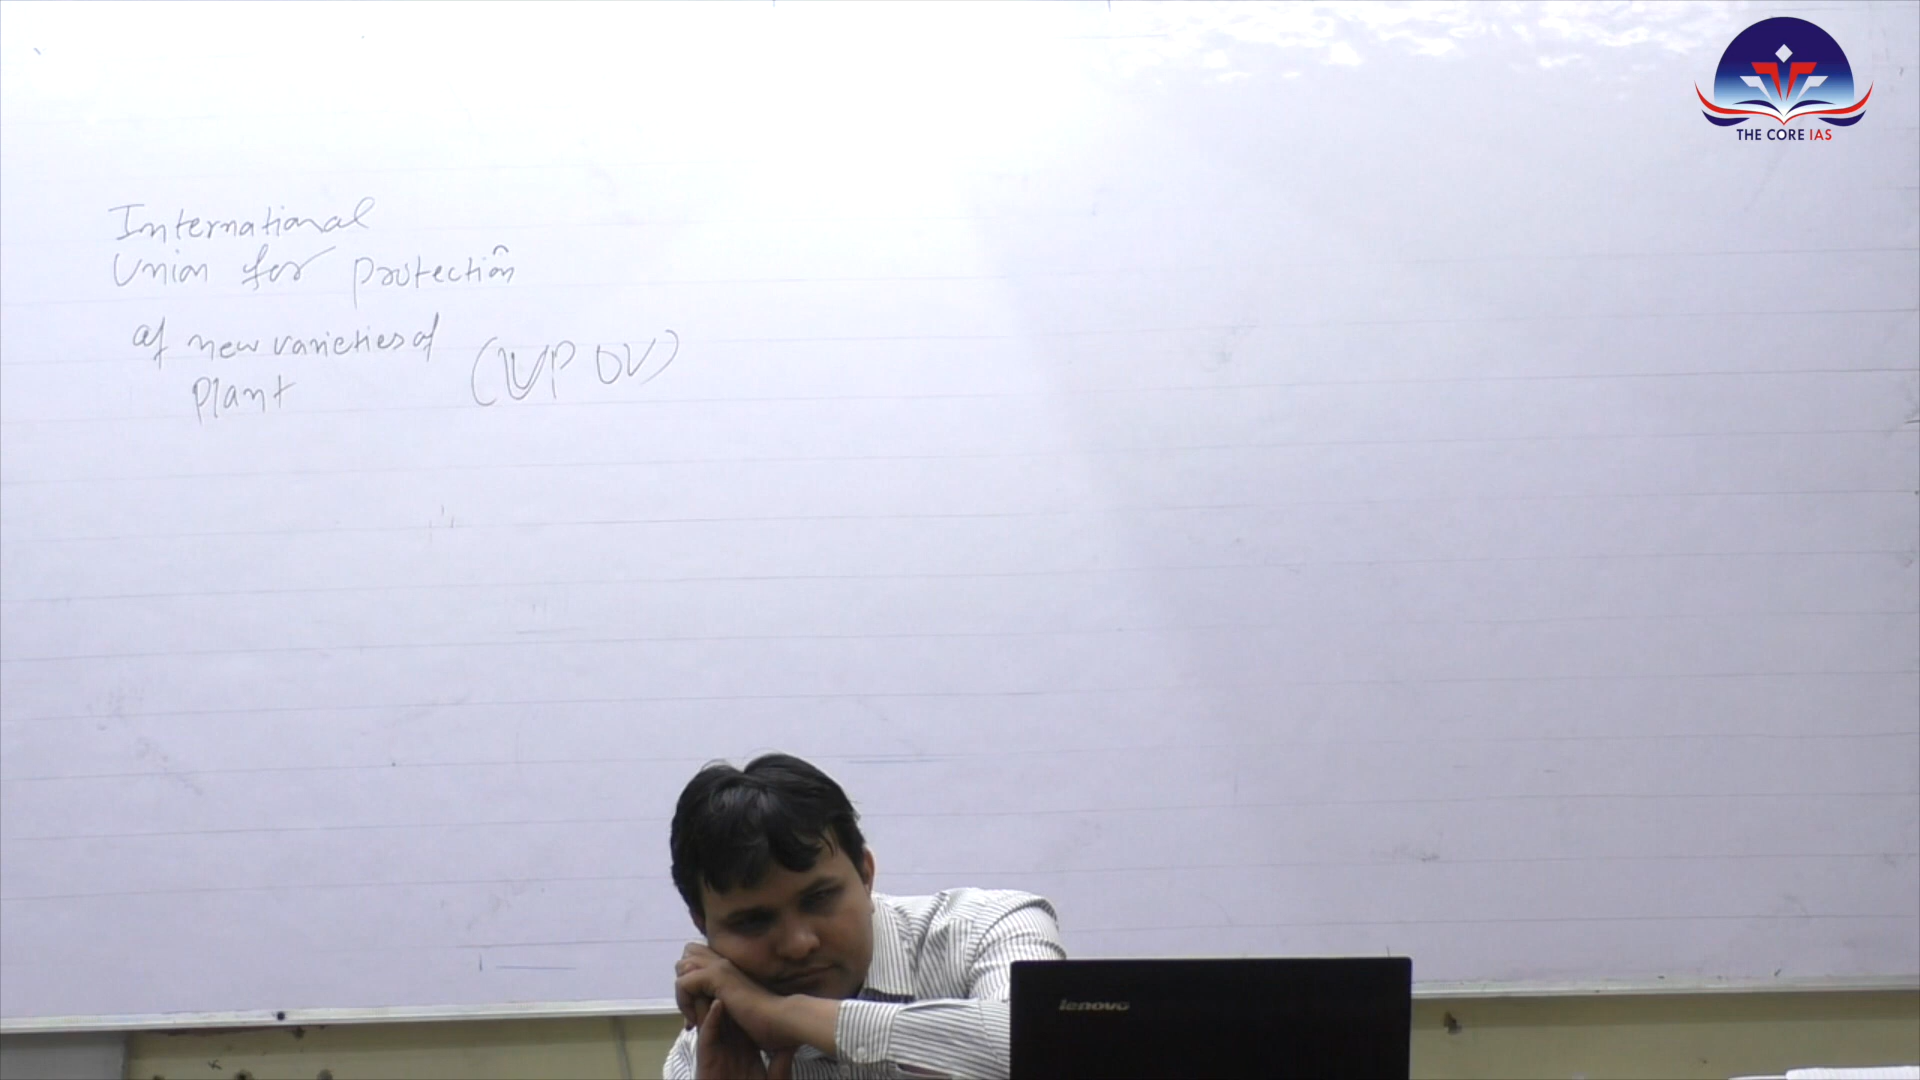 International
Union for protection
of new varieties of
plant
(UPOV)
THE CORE IAS
lenovo